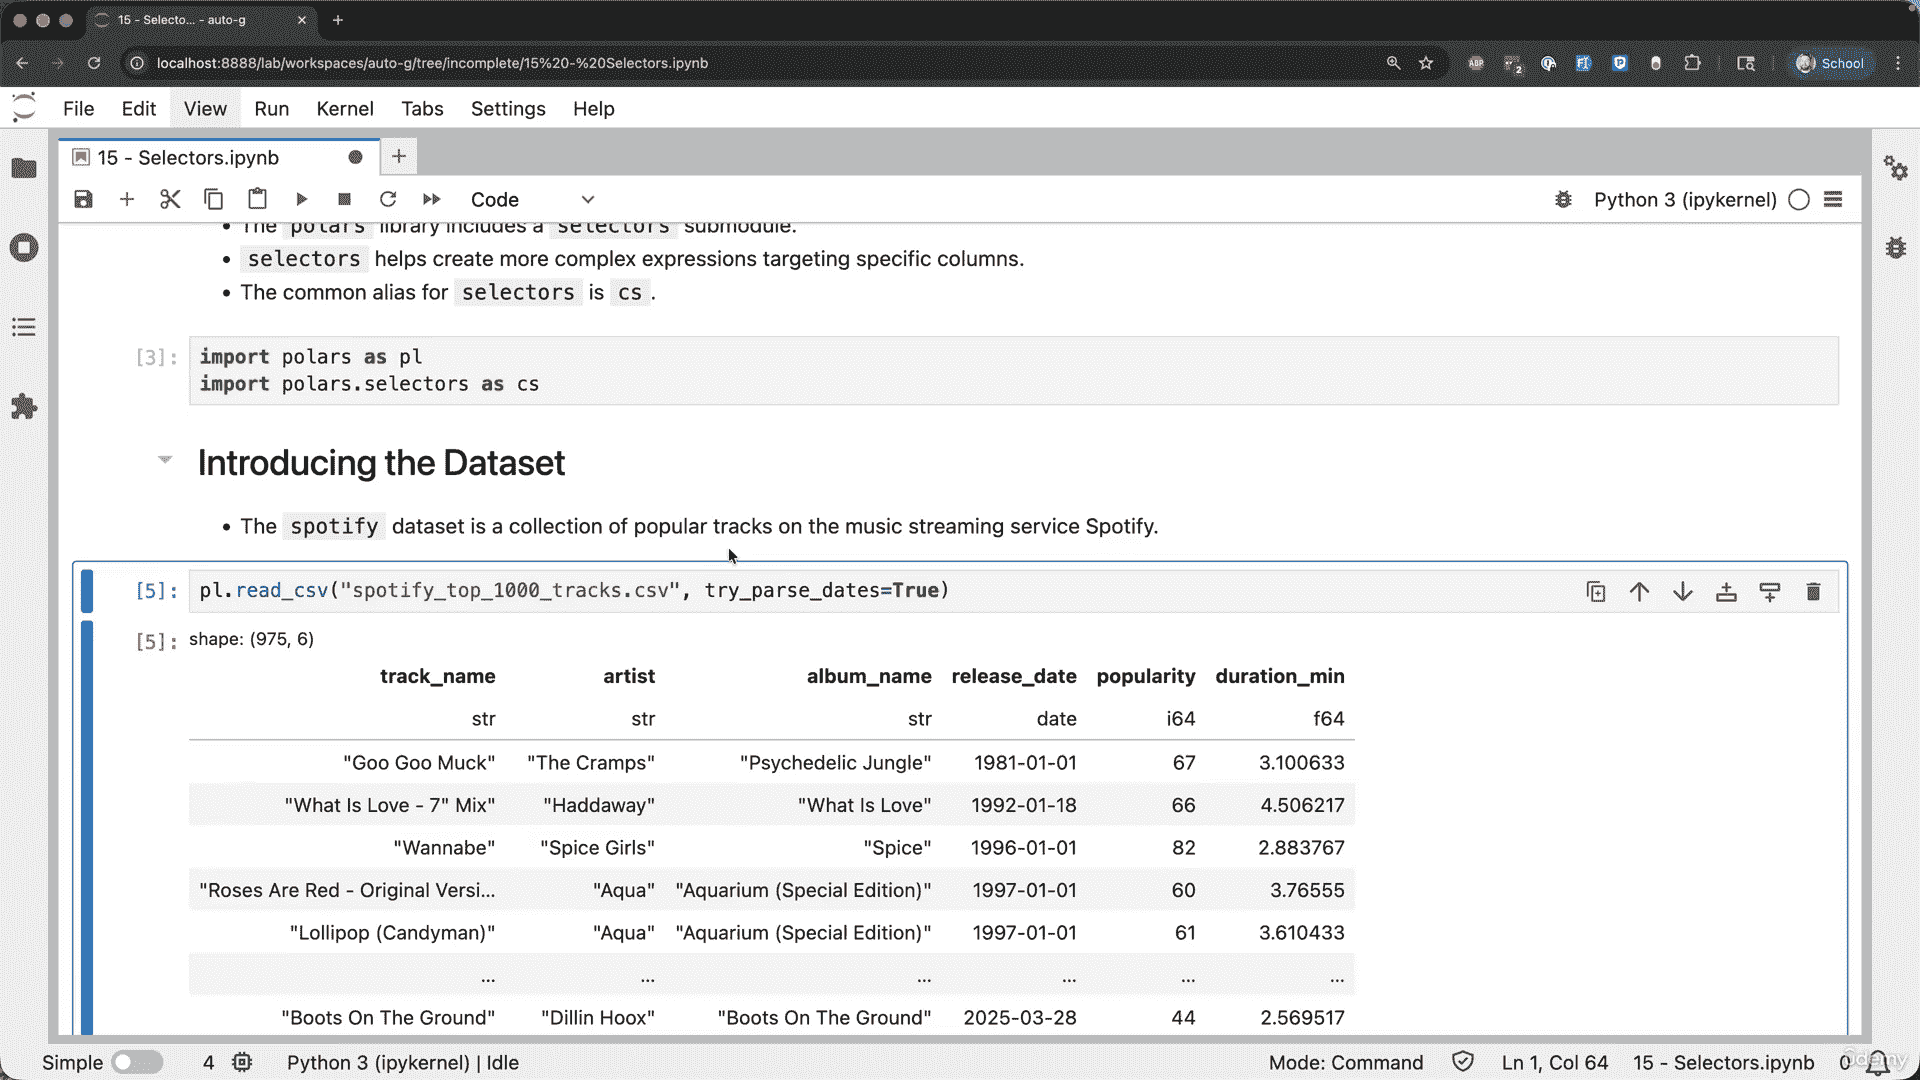 15 - Selecto... - auto-g
localhost:8888/lab/workspaces/auto-g/tree/incomplete/15%20-%20Selectors.ipynb
ABP
2
School
File Edit View Run Kernel Tabs Settings Help
15 - Selectors.ipynb
Code
Python 3 (ipykernel)
The polars library includes a selectors submodule.
selectors helps create more complex expressions targeting specific columns.
The common alias for selectors is cs .
[3]: import polars as pl
import polars.selectors as cs
Introducing the Dataset
The spotify dataset is a collection of popular tracks on the music streaming service Spotify.
[5]: pl.read_csv("spotify_top_1000_tracks.csv", try_parse_dates=True)
[5]: shape: (975, 6)
track_name artist album_name release_date popularity duration_min
str str str date i64 f64
"Goo Goo Muck" "The Cramps" "Psychedelic Jungle" 1981-01-01 67 3.100633
"What Is Love - 7" Mix" "Haddaway" "What Is Love" 1992-01-18 66 4.506217
"Wannabe" "Spice Girls" "Spice" 1996-01-01 82 2.883767
"Roses Are Red - Original Versi... "Aqua" "Aquarium (Special Edition)" 1997-01-01 60 3.76555
"Lollipop (Candyman)" "Aqua" "Aquarium (Special Edition)" 1997-01-01 61 3.610433
... ... ... ... ... ...
"Boots On The Ground" "Dillin Hoox" "Boots On The Ground" 2025-03-28 44 2.569517
Simple 4 Python 3 (ipykernel) | Idle Mode: Command Ln 1, Col 64 15 - Selectors.ipynb 0
Udemy